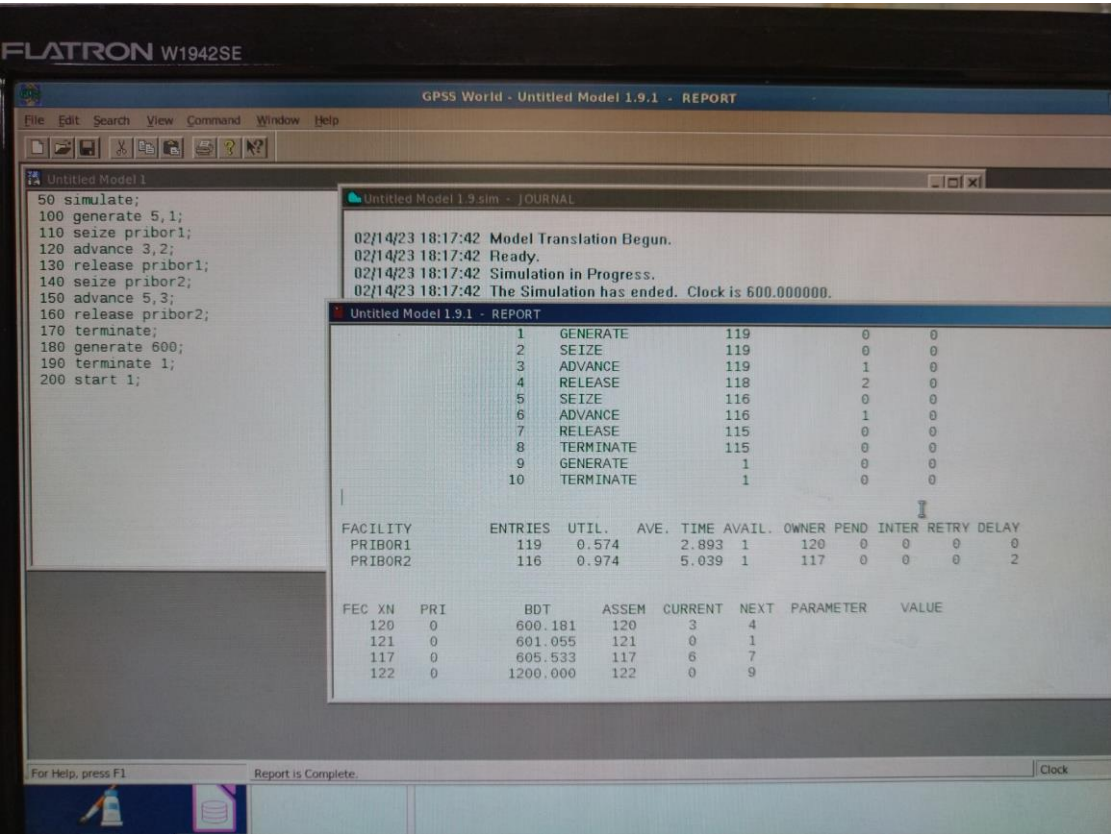 FLATRON W1942SE
GPSS World - Untitled Model 1.9.1 - REPORT
File Edit Search View Command Window Help
Untitled Model 1
50 simulate;
100 generate 5,1;
110 seize pribor1;
120 advance 3,2;
130 release pribor1;
140 seize pribor2;
150 advance 5,3;
160 release pribor2;
170 terminate;
180 generate 600;
190 terminate 1;
200 start 1;
Untitled Model 1.9.sim - JOURNAL
02/14/23 18:17:42 Model Translation Begun.
02/14/23 18:17:42 Ready.
02/14/23 18:17:42 Simulation in Progress.
02/14/23 18:17:42 The Simulation has ended. Clock is 600.000000.
Untitled Model 1.9.1 - REPORT
1 GENERATE 119 0 0
2 SEIZE 119 0 0
3 ADVANCE 119 1 0
4 RELEASE 118 2 0
5 SEIZE 116 0 0
6 ADVANCE 116 1 0
7 RELEASE 115 0 0
8 TERMINATE 115 0 0
9 GENERATE 1 0 0
10 TERMINATE 1 0 0
FACILITY ENTRIES UTIL. AVE. TIME AVAIL. OWNER PEND INTER RETRY DELAY
PRIBOR1 119 0.574 2.893 1 120 0 0 0 0
PRIBOR2 116 0.974 5.039 1 117 0 0 0 2
FEC XN PRI BDT ASSEM CURRENT NEXT PARAMETER VALUE
120 0 600.181 120 3 4
121 0 601.055 121 0 1
117 0 605.533 117 6 7
122 0 1200.000 122 0 9
For Help, press F1 Report is Complete. Clock